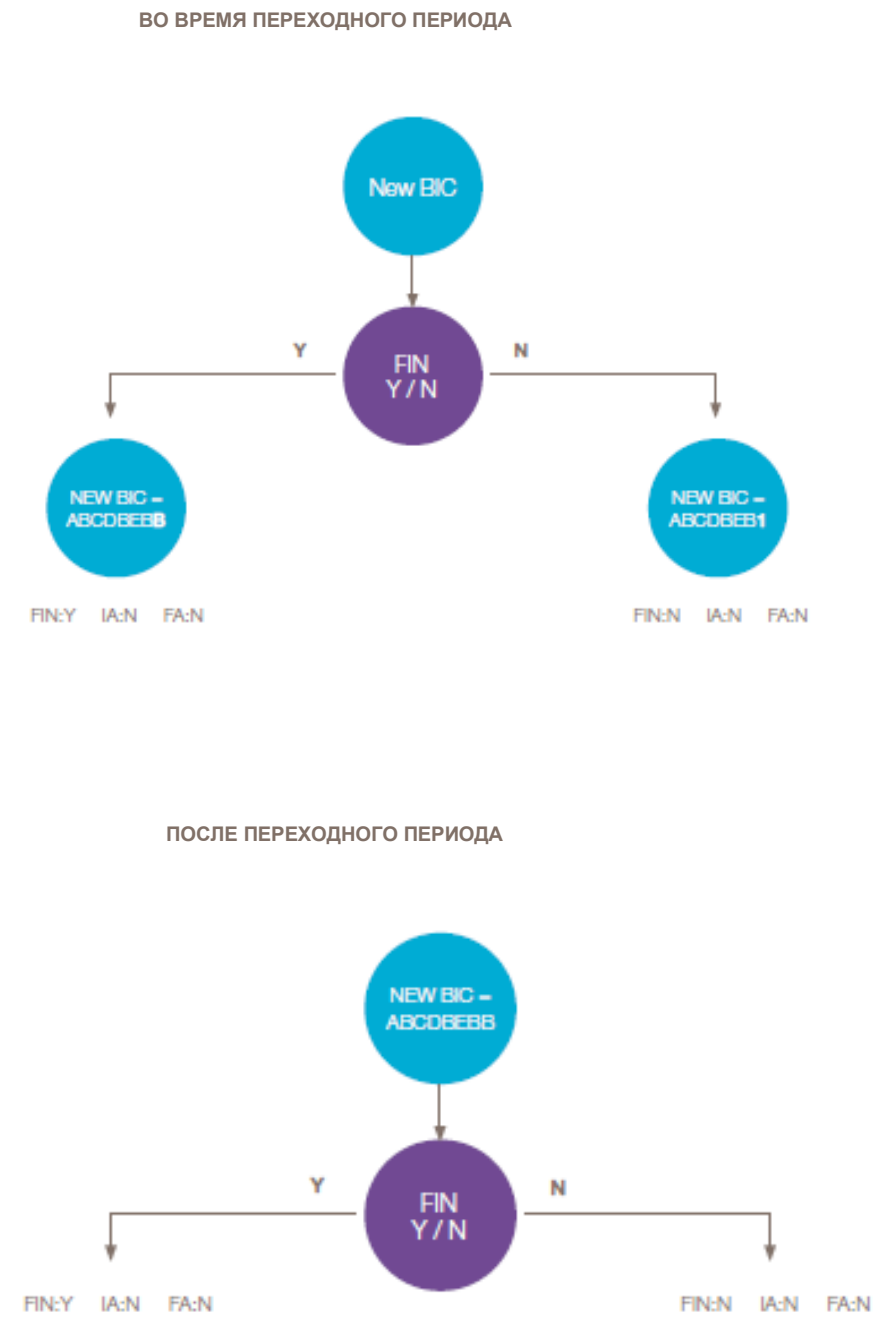 ВО ВРЕМЯ ПЕРЕХОДНОГО ПЕРИОДА
New BIC
Y
FIN
Y / N
N
NEW BIC –
ABCDBEBB
NEW BIC –
ABCDBEB1
FIN:Y IA:N FA:N
FIN:N IA:N FA:N
ПОСЛЕ ПЕРЕХОДНОГО ПЕРИОДА
NEW BIC –
ABCDBEBB
Y
FIN
Y / N
N
FIN:Y IA:N FA:N
FIN:N IA:N FA:N